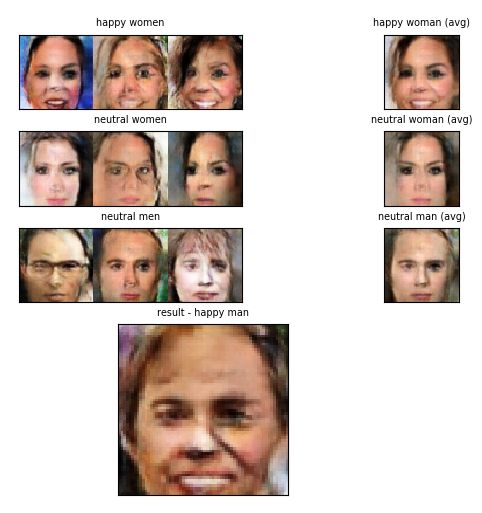 happy women
happy woman (avg)
neutral women
neutral woman (avg)
neutral men
neutral man (avg)
result - happy man